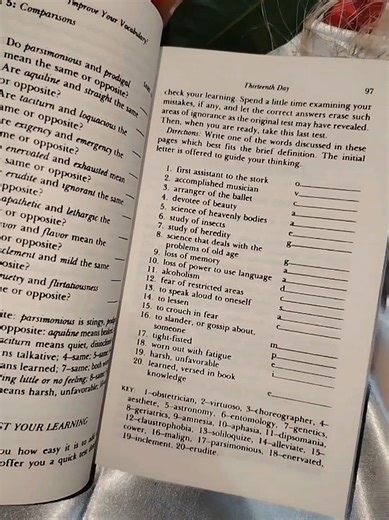 5: Comparisons
Improve Your Vocabulary!
Do parsimonious and prodigal
mean the same or opposite?
Are aquiline and straight the same
or opposite?
Are taciturn and loquacious the
ame or opposite?
re exigency and emergency the
me or opposite?
enervated and exhausted mean
same or opposite?
erudite and ignorant the same
pposite?
apathetic and lethargic the
or opposite?
vor and flavor mean the
or opposite?
clement and mild the same
osite?
uetry and flirtatiousness
e or opposite?
ite: parsimonious is stingy,
opposite: aquiline means
aciturn means quiet,
ns talkative; 4–same; 5–same
ans learned; 7–same; both
ring little or no feeling; 8–same
eans harsh, unfavorable;
ST YOUR LEARNING
ou how easy it is to
offer you a quick test
Thirteenth Day 97
check your learning. Spend a little time examining your
mistakes, if any, and let the correct answers erase such
areas of ignorance as the original test may have revealed.
Then, when you are ready, take this last test.
Directions: Write one of the words discussed in these
pages which best fits the brief definition. The initial
letter is offered to guide your thinking.
1. first assistant to the stork o
2. accomplished musician v
3. arranger of the ballet c
4. devotee of beauty a
5. science of heavenly bodies a
6. study of insects e
7. study of heredity g
8. science that deals with the
problems of old age g
9. loss of memory a
10. loss of power to use language a
11. alcoholism d
12. fear of restricted areas c
13. to speak aloud to oneself s
14. to lessen a
15. to crouch in fear c
16. to slander, or gossip about,
someone m
17. tight-fisted p
18. worn out with fatigue e
19. harsh, unfavorable i
20. learned, versed in book
knowledge e
KEY: 1–obstetrician, 2–virtuoso, 3–choreographer, 4–
aesthete, 5–astronomy, 6–entomology, 7–genetics,
8–geriatrics, 9–amnesia, 10–aphasia, 11–dipsomania,
12–claustrophobia, 13–soliloquize, 14–alleviate, 15–
cower, 16–malign, 17–parsimonious, 18–enervated,
19–inclement, 20–erudite.